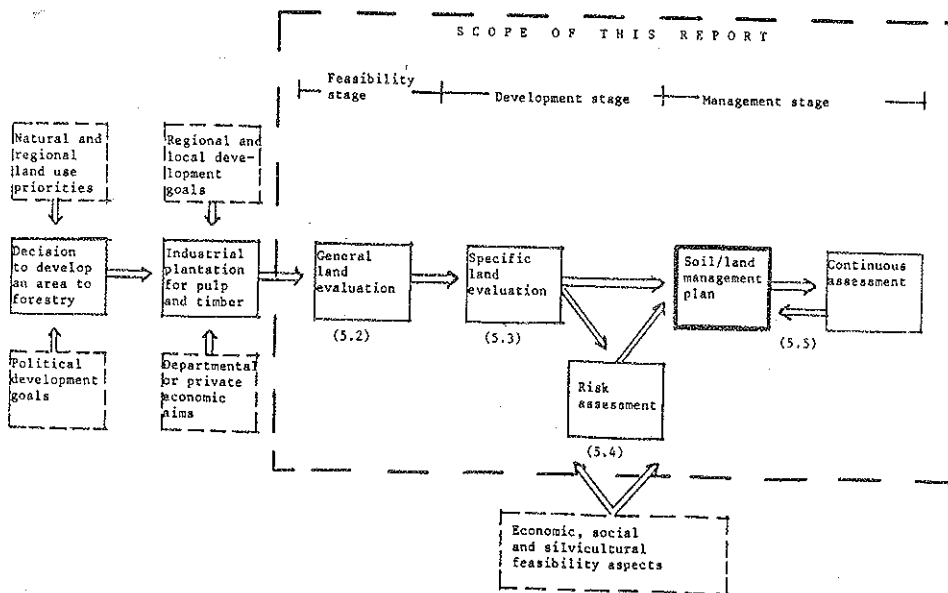 SCOPE OF THIS REPORT
Feasibility
stage
Development stage
Management stage
Natural and
regional
land use
priorities
Regional and
local deve-
lopment
goals
Decision
to develop
an area to
forestry
Industrial
plantation
for pulp
and timber
General
land
evaluation
(5.2)
Specific
land
evaluation
(5.3)
Soil/land
management
plan
Continuous
assessment
(5.5)
Political
development
goals
Departmental
or private
economic
aims
Risk
assessment
(5.4)
Economic, social
and silvicultural
feasibility aspects